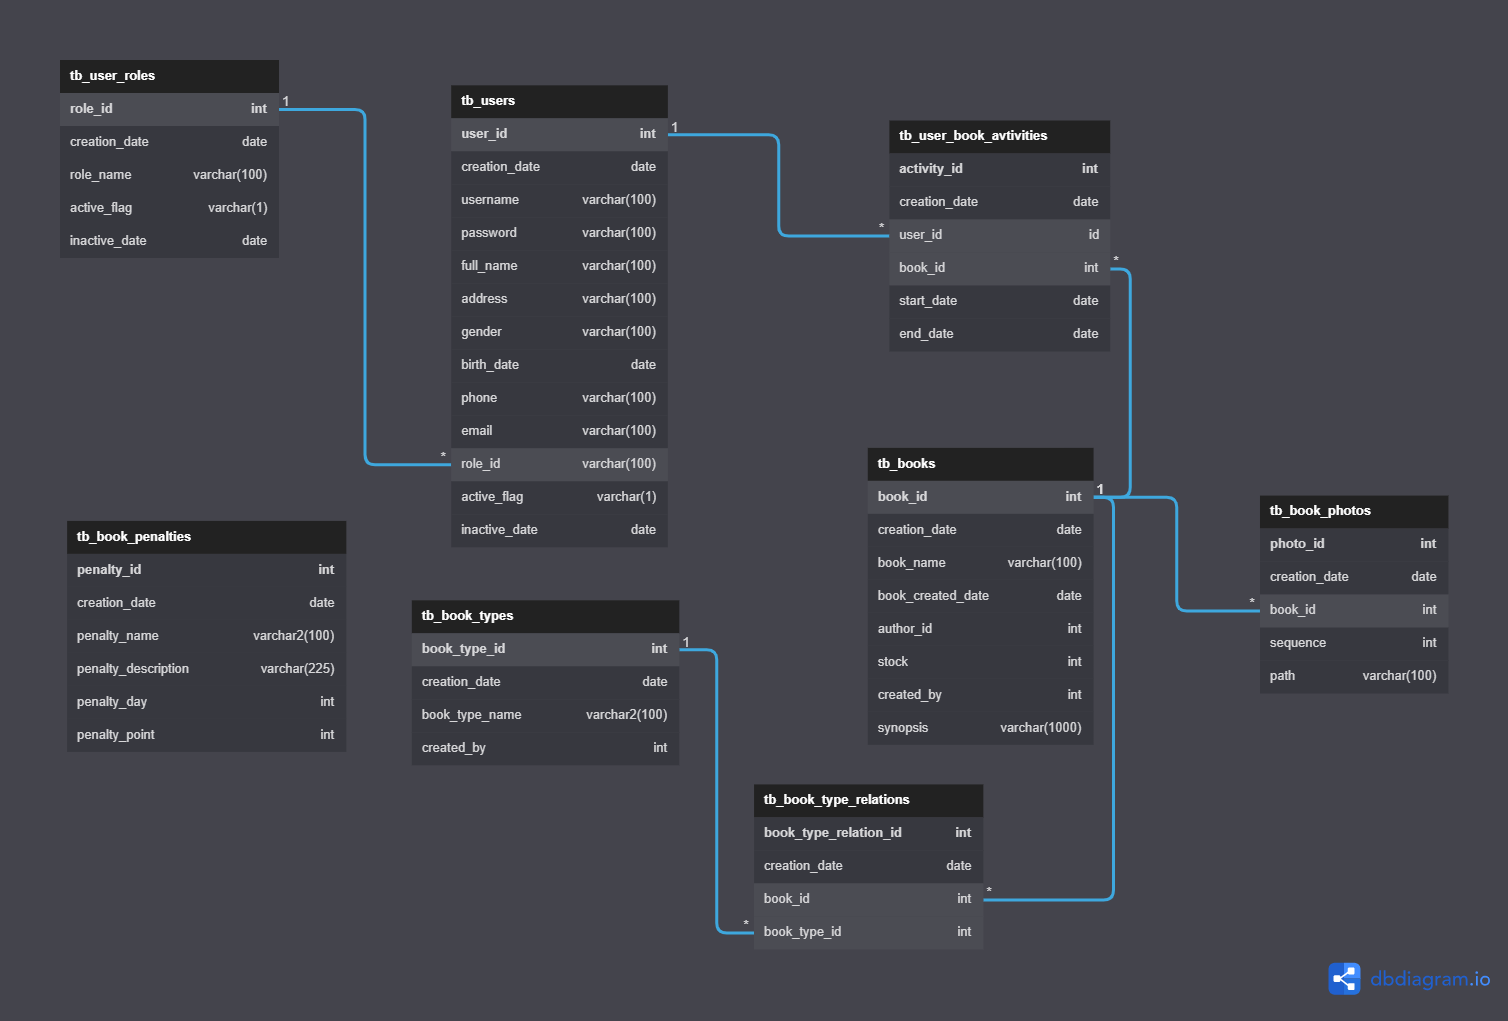 tb_user_roles
role_id int
creation_date date
role_name varchar(100)
active_flag varchar(1)
inactive_date date
1
tb_users
user_id int
creation_date date
username varchar(100)
password varchar(100)
full_name varchar(100)
address varchar(100)
gender varchar(100)
birth_date date
phone varchar(100)
email varchar(100)
* role_id varchar(100)
active_flag varchar(1)
inactive_date date
1
tb_user_book_avtivities
activity_id int
creation_date date
* user_id id
book_id int *
start_date date
end_date date
tb_book_penalties
penalty_id int
creation_date date
penalty_name varchar2(100)
penalty_description varchar(225)
penalty_day int
penalty_point int
tb_book_types
book_type_id int 1
creation_date date
book_type_name varchar2(100)
created_by int
tb_books
book_id int 1
creation_date date
book_name varchar(100)
book_created_date date
author_id int
stock int
created_by int
synopsis varchar(1000)
tb_book_photos
photo_id int
creation_date date
* book_id int
sequence int
path varchar(100)
tb_book_type_relations
book_type_relation_id int
creation_date date
book_id int *
* book_type_id int
dbdiagram.io